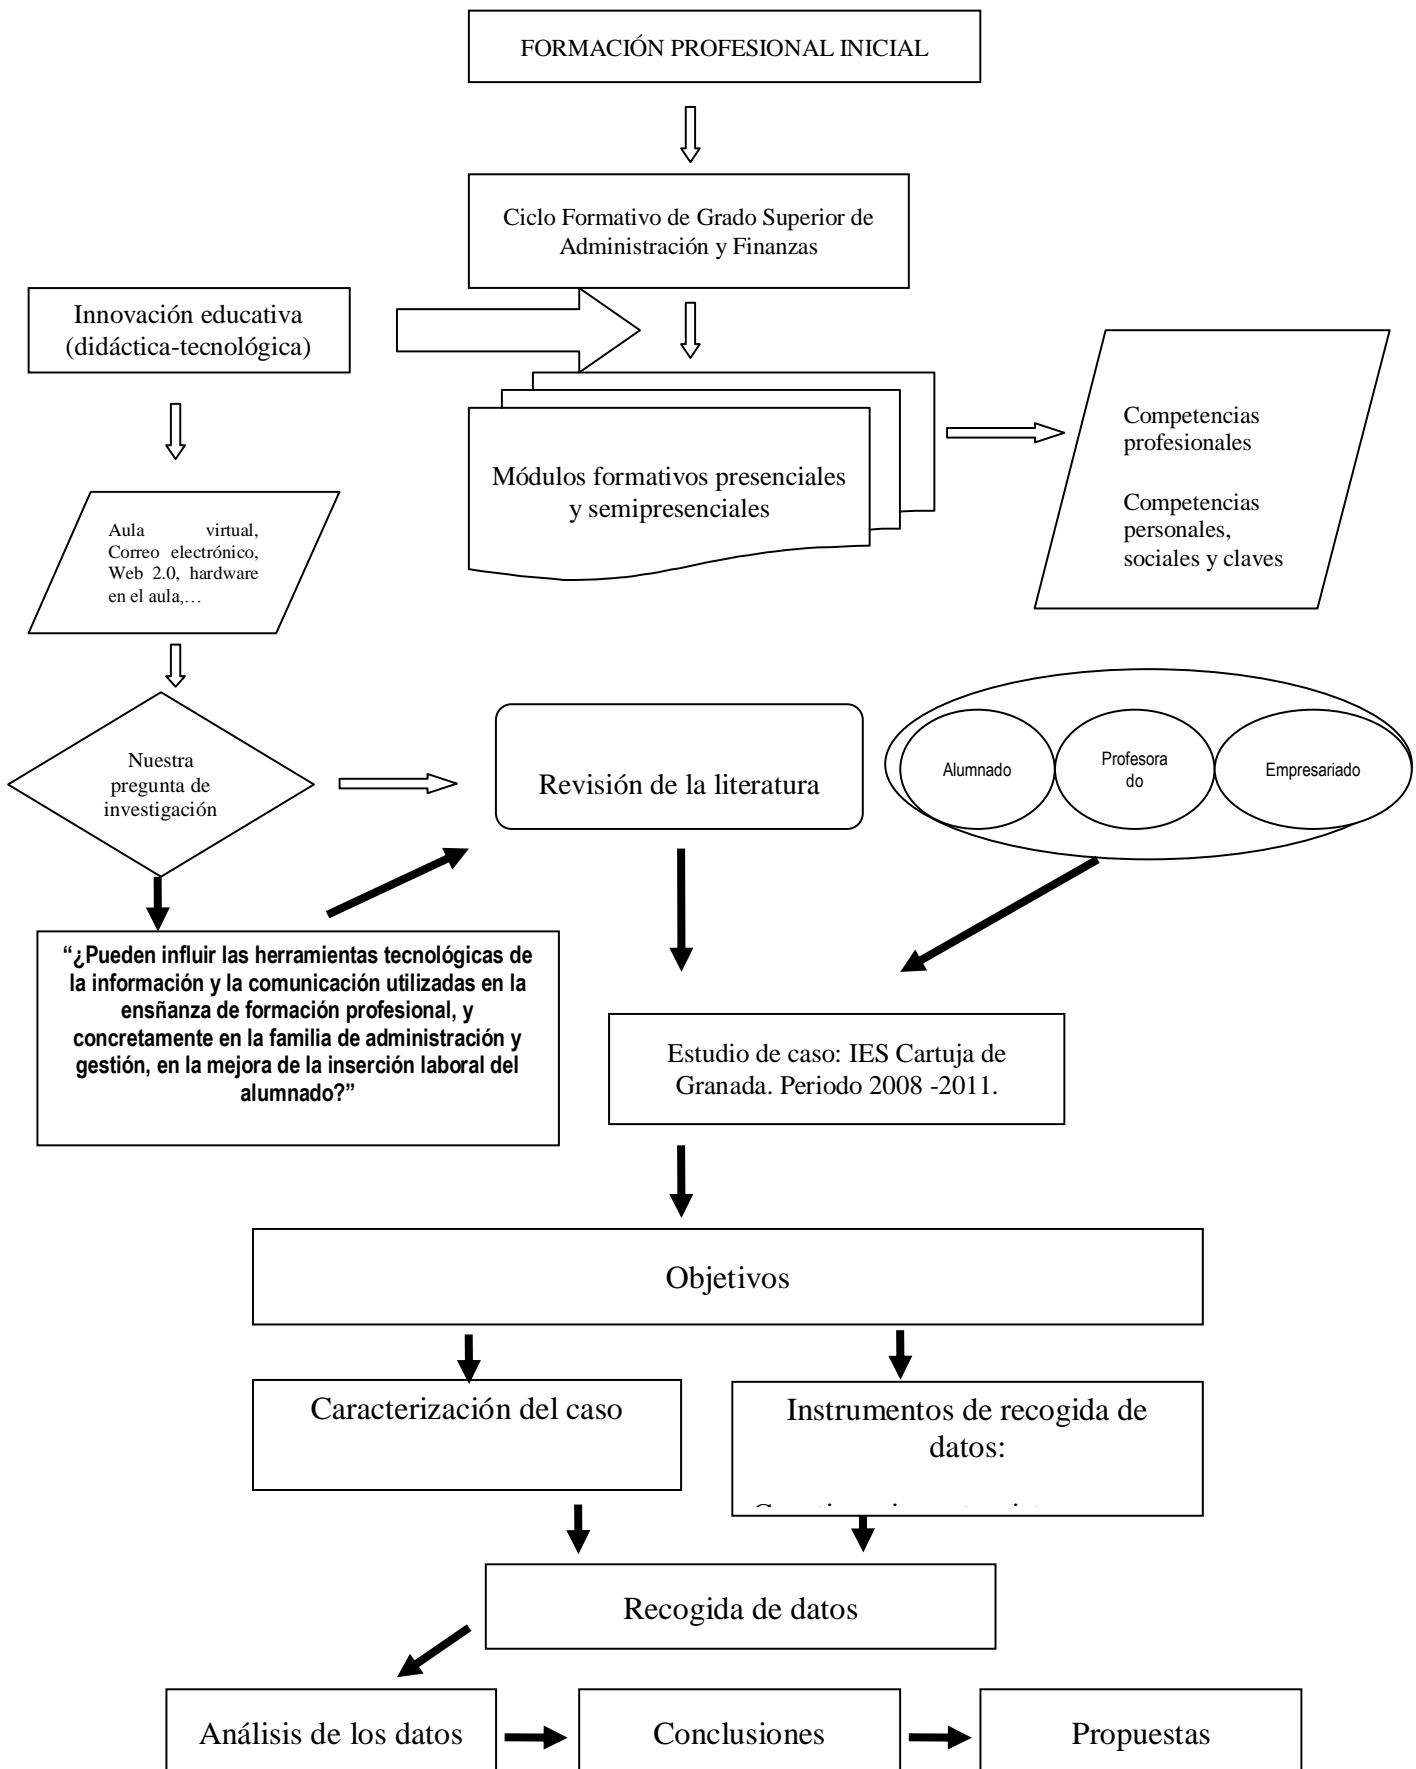 FORMACIÓN PROFESIONAL INICIAL
Ciclo Formativo de Grado Superior de
Administración y Finanzas
Innovación educativa
(didáctica-tecnológica)
Módulos formativos presenciales
y semipresenciales
Competencias
profesionales
Competencias
personales,
sociales y claves
Aula virtual,
Correo electrónico,
Web 2.0, hardware
en el aula,…
Nuestra
pregunta de
investigación
Revisión de la literatura
Alumnado
Profesora
do
Empresariado
“¿Pueden influir las herramientas tecnológicas de
la información y la comunicación utilizadas en la
ensñanza de formación profesional, y
concretamente en la familia de administración y
gestión, en la mejora de la inserción laboral del
alumnado?”
Estudio de caso: IES Cartuja de
Granada. Periodo 2008 -2011.
Objetivos
Caracterización del caso
Instrumentos de recogida de
datos:
Recogida de datos
Análisis de los datos
Conclusiones
Propuestas